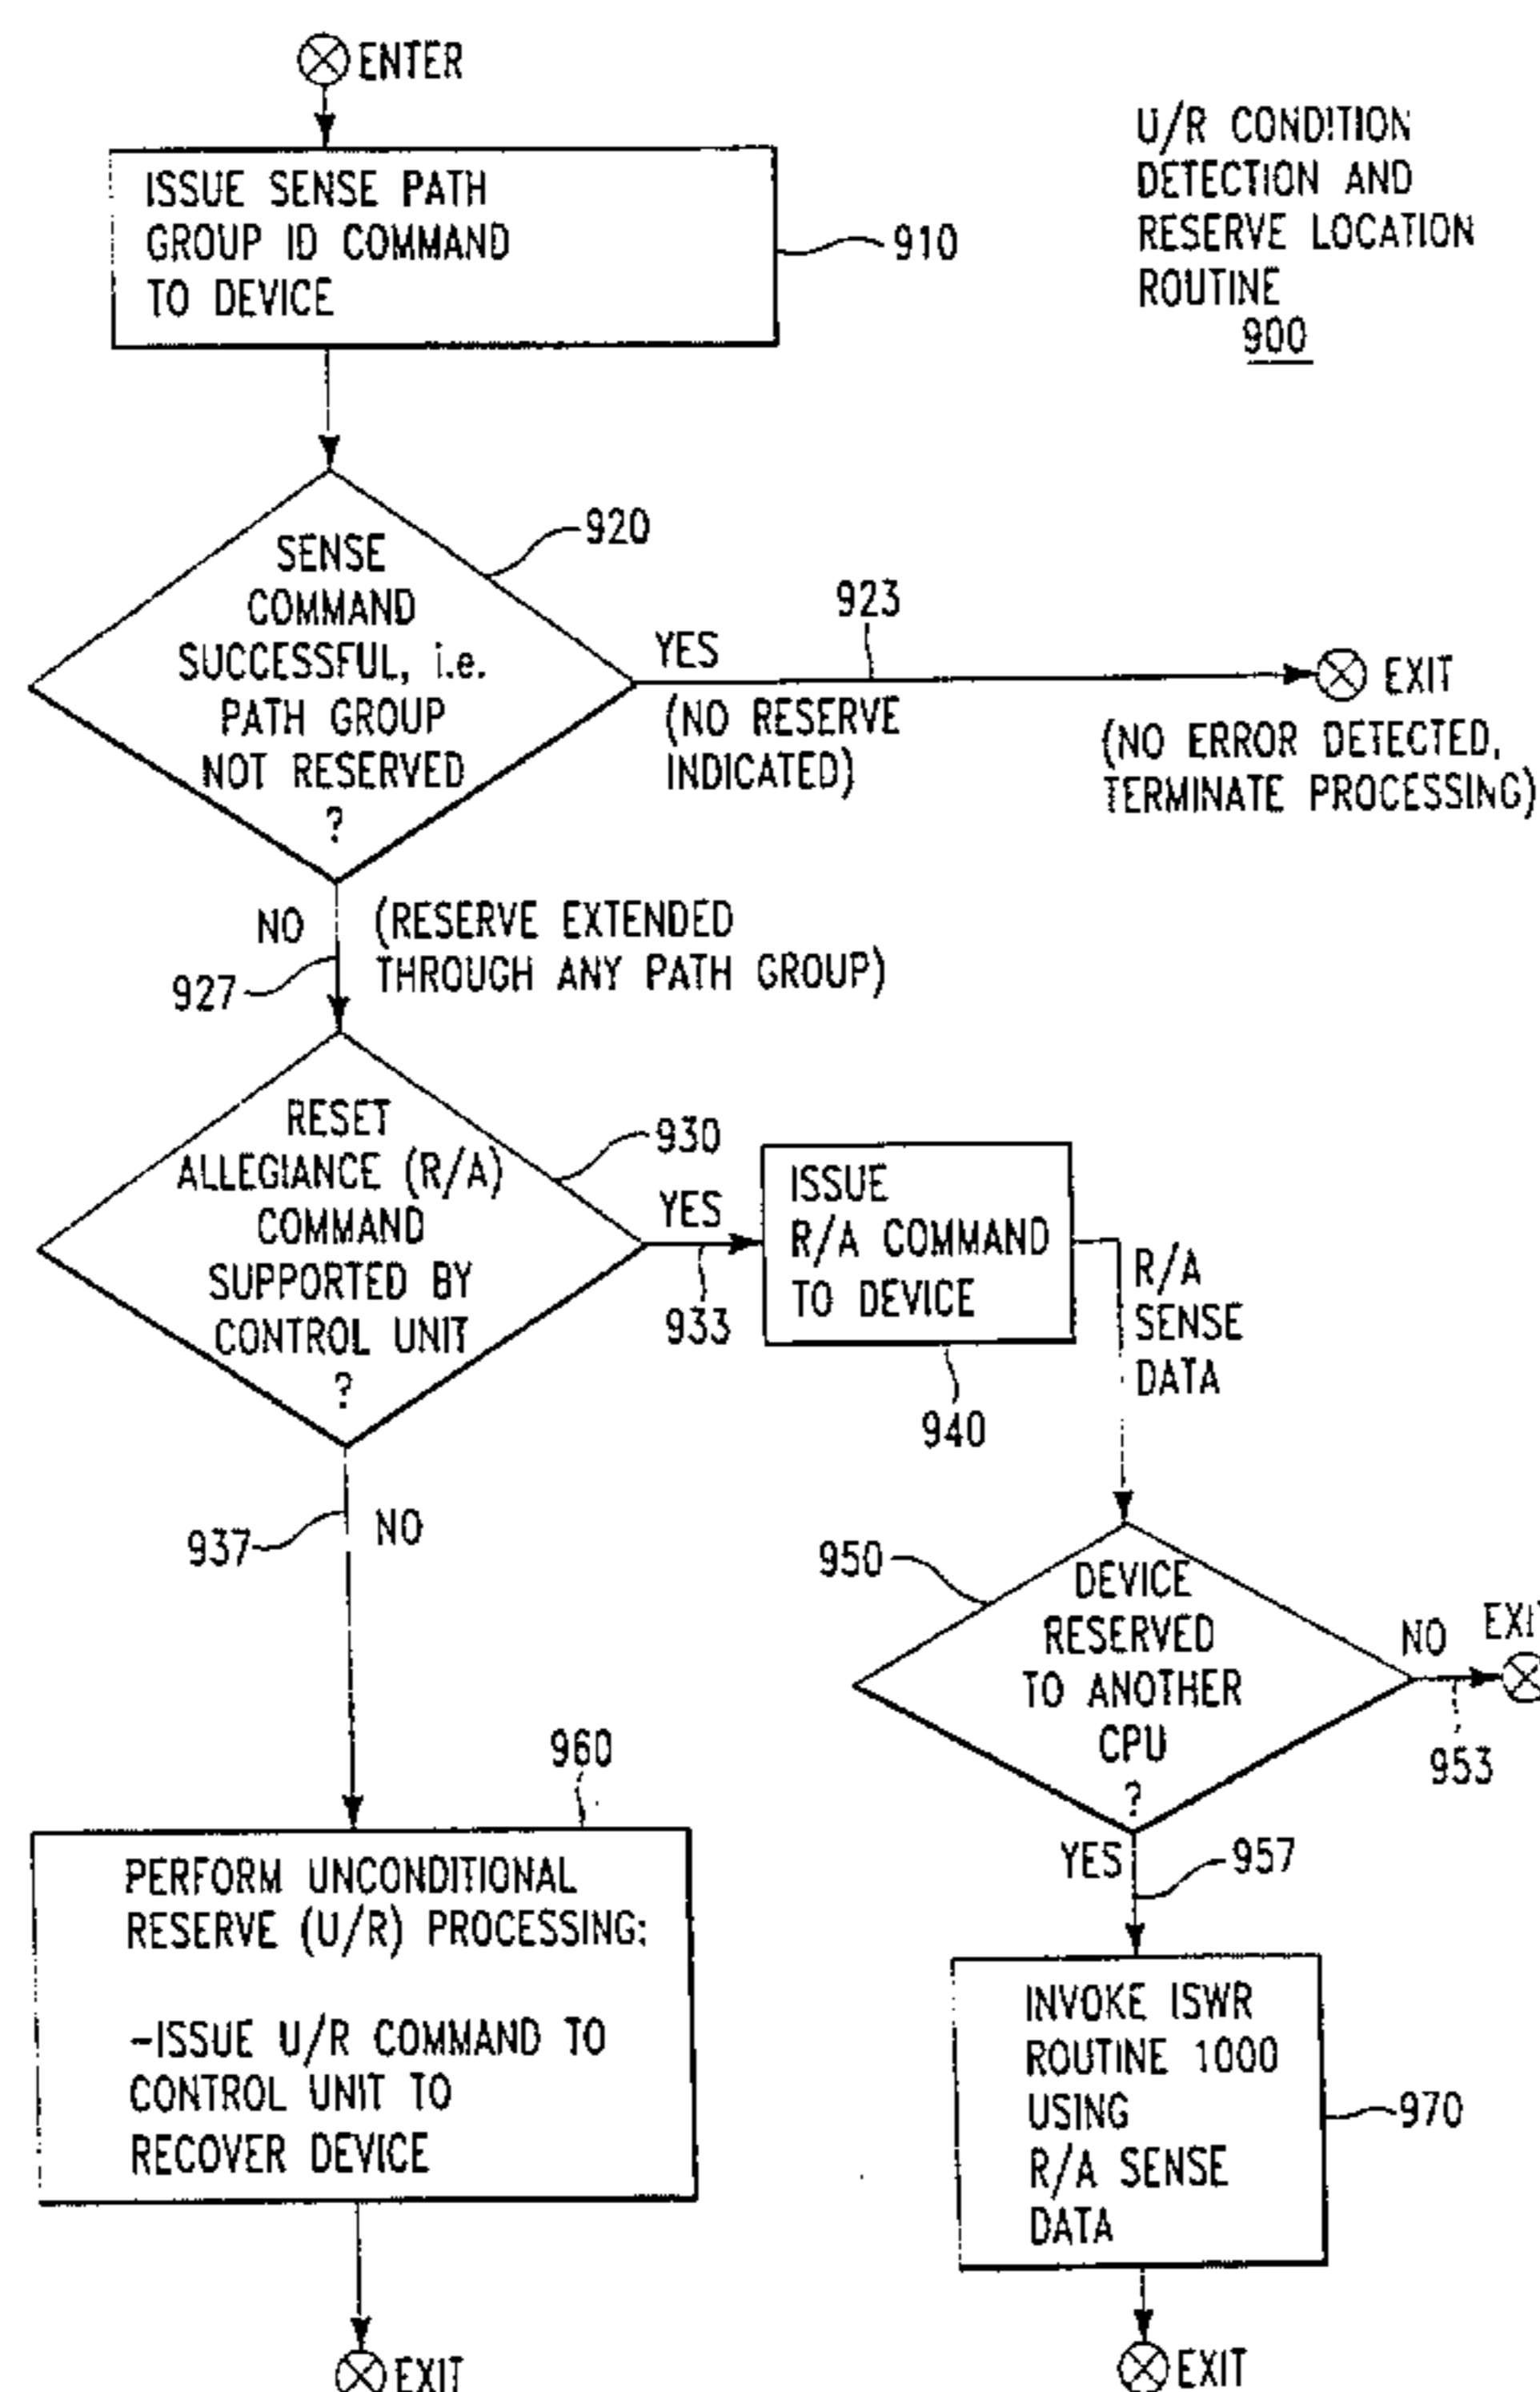 ENTER
U/R CONDITION
DETECTION AND
RESERVE LOCATION
ROUTINE
900
ISSUE SENSE PATH
GROUP ID COMMAND
TO DEVICE
910
SENSE
COMMAND
SUCCESSFUL, i.e.
PATH GROUP
NOT RESERVED
?
920
YES
(NO RESERVE
INDICATED)
923
EXIT
(NO ERROR DETECTED,
TERMINATE PROCESSING)
NO
(RESERVE EXTENDED
THROUGH ANY PATH GROUP)
927
RESET
ALLEGIANCE (R/A)
COMMAND
SUPPORTED BY
CONTROL UNIT
?
930
YES
933
ISSUE
R/A COMMAND
TO DEVICE
940
R/A
SENSE
DATA
937
NO
950
DEVICE
RESERVED
TO ANOTHER
CPU
?
NO
EXIT
953
YES
957
960
PERFORM UNCONDITIONAL
RESERVE (U/R) PROCESSING:
-ISSUE U/R COMMAND TO
CONTROL UNIT TO
RECOVER DEVICE
EXIT
INVOKE ISWR
ROUTINE 1000
USING
R/A SENSE
DATA
970
EXIT